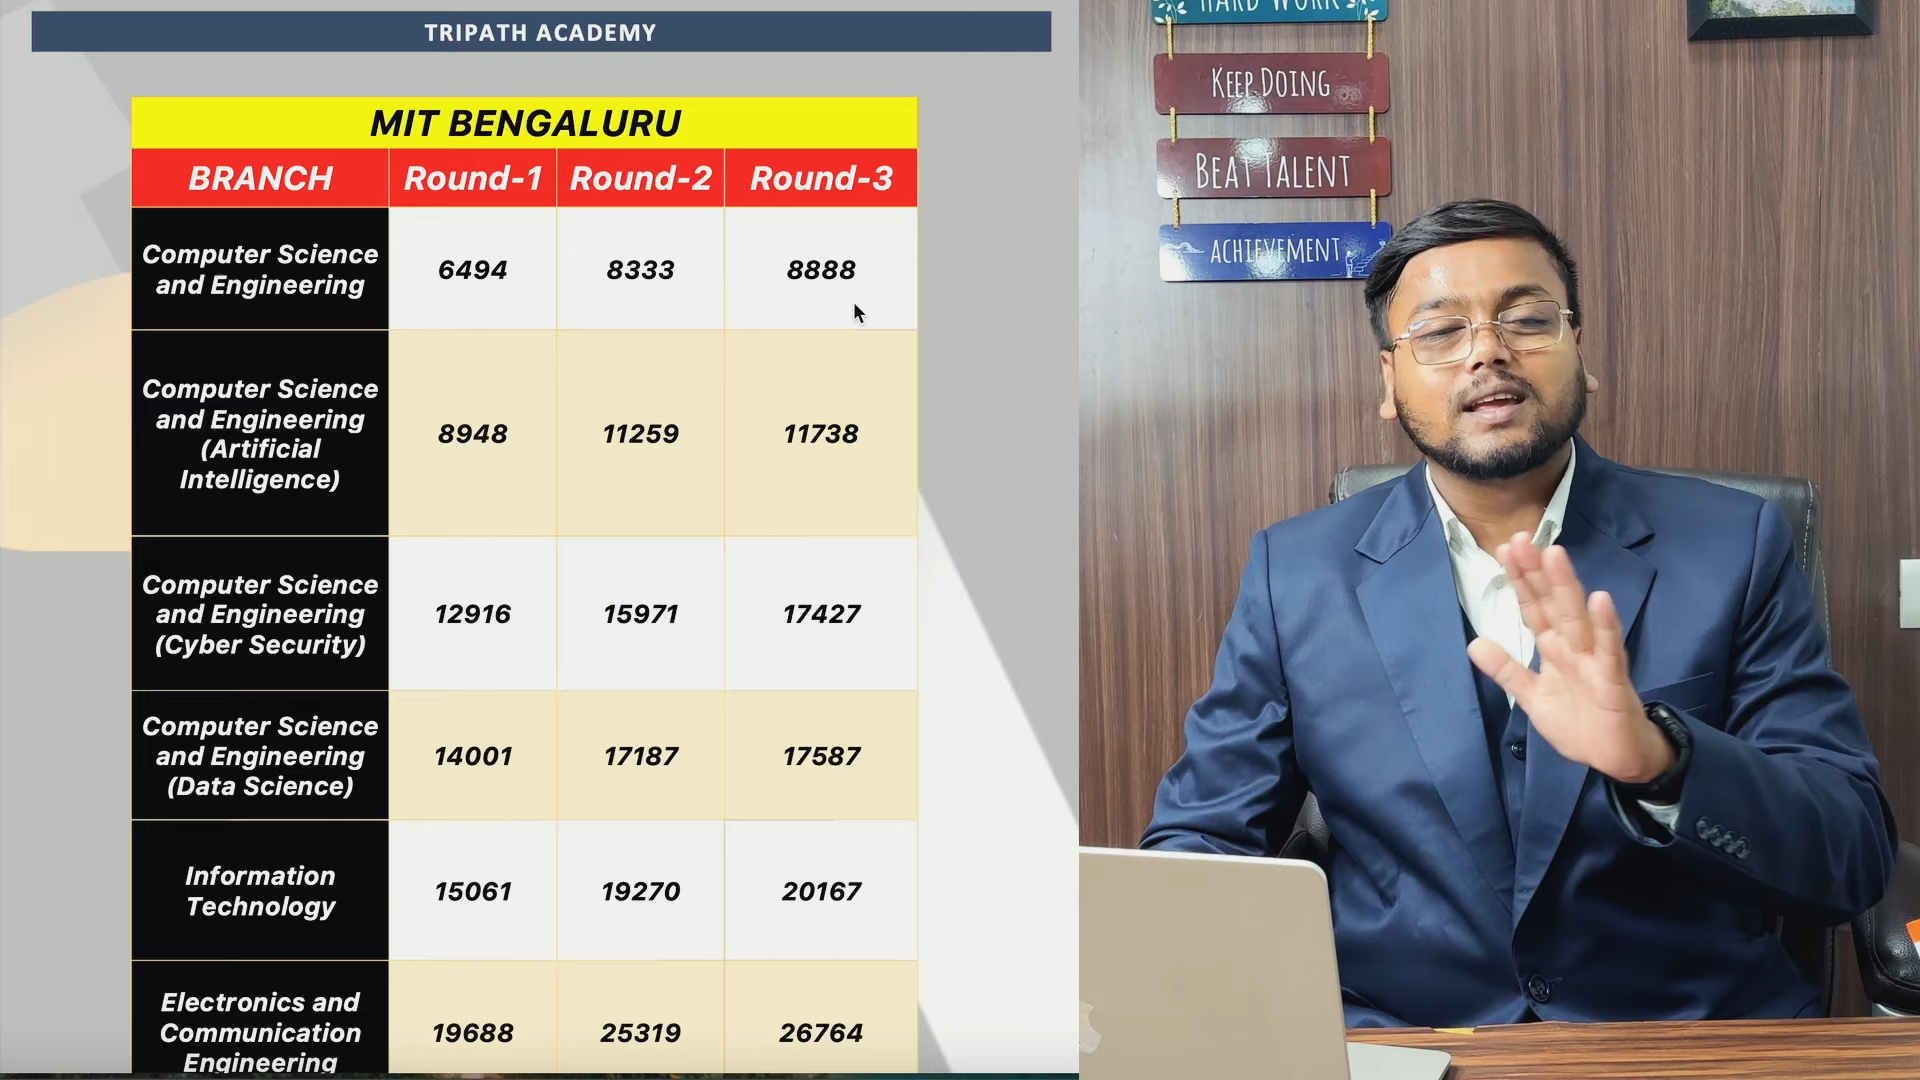 TRIPATH ACADEMY
MIT BENGALURU
BRANCH Round-1 Round-2 Round-3
Computer Science
and Engineering
6494 8333 8888
Computer Science
and Engineering
(Artificial
Intelligence)
8948 11259 11738
Computer Science
and Engineering
(Cyber Security)
12916 15971 17427
Computer Science
and Engineering
(Data Science)
14001 17187 17587
Information
Technology
15061 19270 20167
Electronics and
Communication
Engineering
19688 25319 26764
HARD WORK
KEEP DOING
BEAT TALENT
ACHIEVEMENT